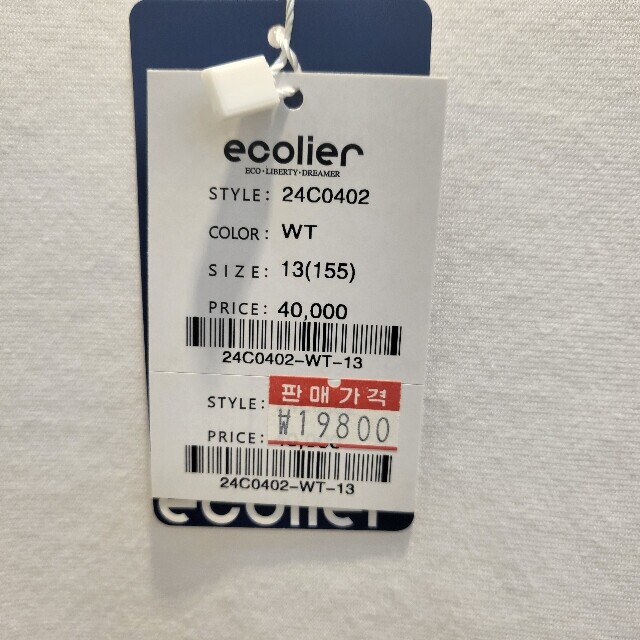 ecolier
ECO·LIBERTY·DREAMER
STYLE: 24C0402
COLOR: WT
SIZE: 13(155)
PRICE: 40,000
24C0402-WT-13
STYLE: 판매가격
₩19800
PRICE:
24C0402-WT-13
ecolier